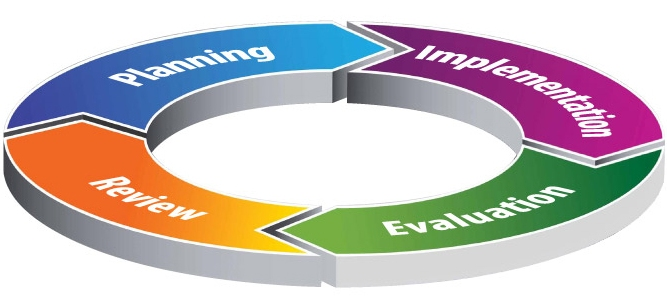 Planning
Implementation
Evaluation
Review